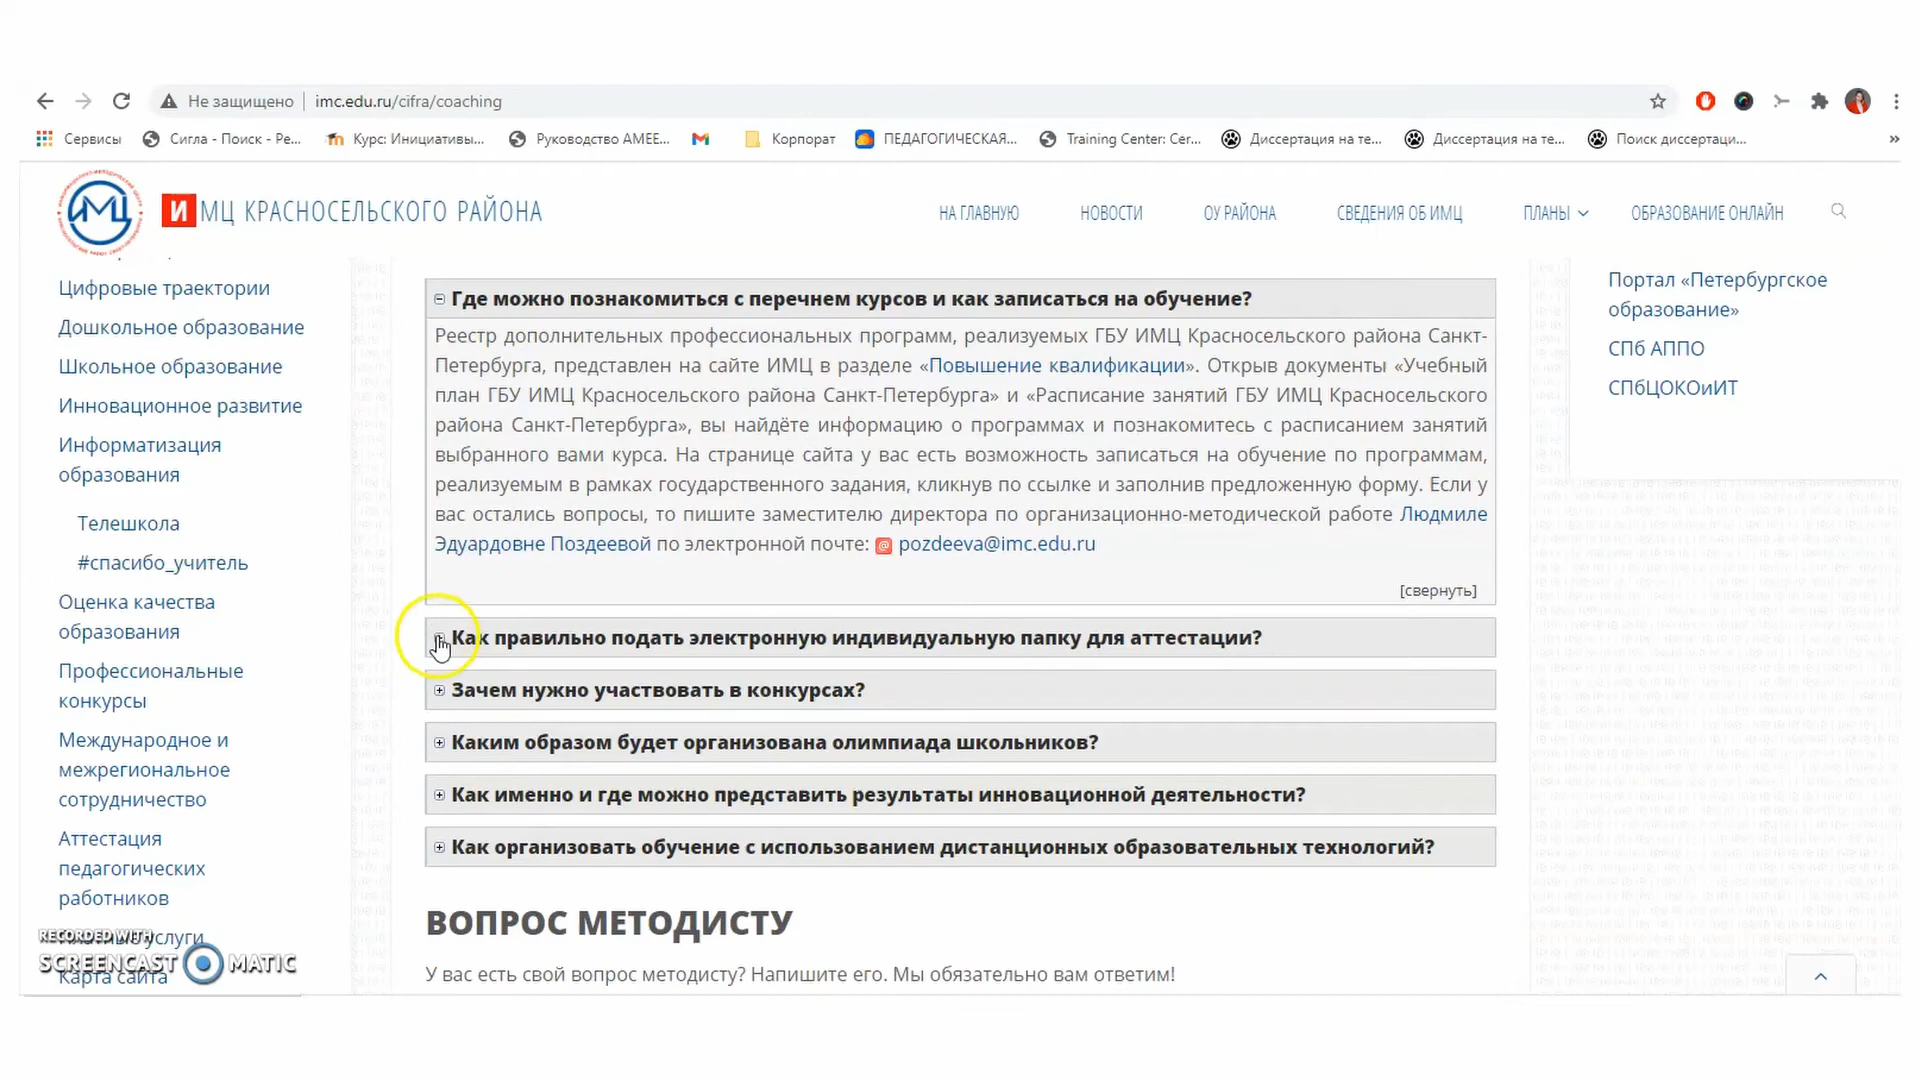 Не защищено imc.edu.ru/cifra/coaching
Сервисы Сигла - Поиск - Ре... Курс: Инициативы... Руководство АМЕЕ... Корпорат ПЕДАГОГИЧЕСКАЯ... Training Center: Cer... Диссертация на те... Диссертация на те... Поиск диссертаци... »
ИМЦ
ИМЦ КРАСНОСЕЛЬСКОГО РАЙОНА
НА ГЛАВНУЮ НОВОСТИ ОУ РАЙОНА СВЕДЕНИЯ ОБ ИМЦ ПЛАНЫ ОБРАЗОВАНИЕ ОНЛАЙН
Цифровые траектории
Дошкольное образование
Школьное образование
Инновационное развитие
Информатизация
образования
Телешкола
#спасибо_учитель
Оценка качества
образования
Профессиональные
конкурсы
Международное и
межрегиональное
сотрудничество
Аттестация
педагогических
работников
Платные услуги
Карта сайта
RECORDED WITH
SCREENCAST MATIC
Где можно познакомиться с перечнем курсов и как записаться на обучение?
Реестр дополнительных профессиональных программ, реализуемых ГБУ ИМЦ Красносельского района Санкт-
Петербурга, представлен на сайте ИМЦ в разделе «Повышение квалификации». Открыв документы «Учебный
план ГБУ ИМЦ Красносельского района Санкт-Петербурга» и «Расписание занятий ГБУ ИМЦ Красносельского
района Санкт-Петербурга», вы найдёте информацию о программах и познакомитесь с расписанием занятий
выбранного вами курса. На странице сайта у вас есть возможность записаться на обучение по программам,
реализуемым в рамках государственного задания, кликнув по ссылке и заполнив предложенную форму. Если у
вас остались вопросы, то пишите заместителю директора по организационно-методической работе Людмиле
Эдуардовне Поздеевой по электронной почте: @ pozdeeva@imc.edu.ru
[свернуть]
Как правильно подать электронную индивидуальную папку для аттестации?
Зачем нужно участвовать в конкурсах?
Каким образом будет организована олимпиада школьников?
Как именно и где можно представить результаты инновационной деятельности?
Как организовать обучение с использованием дистанционных образовательных технологий?
ВОПРОС МЕТОДИСТУ
У вас есть свой вопрос методисту? Напишите его. Мы обязательно вам ответим!
Портал «Петербургское
образование»
СПб АППО
СПбЦОКОиИТ